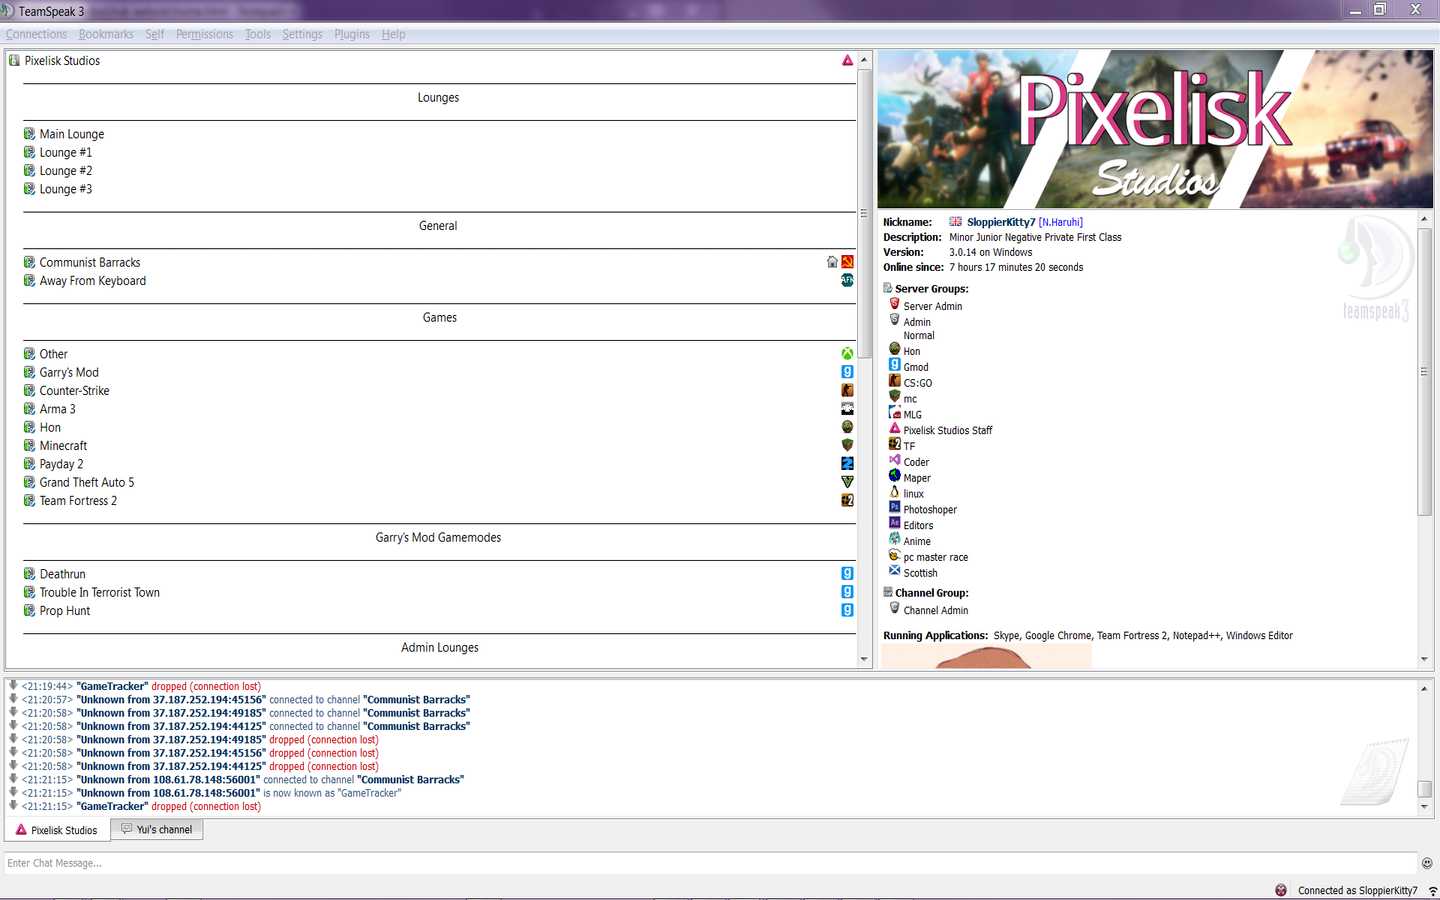 TeamSpeak 3
Connections Bookmarks Self Permissions Tools Settings Plugins Help
Pixelisk Studios
Lounges
Main Lounge
Lounge #1
Lounge #2
Lounge #3
General
Communist Barracks
Away From Keyboard
AFK
Games
Other
Garry's Mod
g
Counter-Strike
Arma 3
Hon
Minecraft
Payday 2
2
Grand Theft Auto 5
V
Team Fortress 2
Garry's Mod Gamemodes
Deathrun
g
Trouble In Terrorist Town
g
Prop Hunt
g
Admin Lounges
Pixelisk
Studios
Nickname: SloppierKitty7 [N.Haruhi]
Description: Minor Junior Negative Private First Class
Version: 3.0.14 on Windows
Online since: 7 hours 17 minutes 20 seconds
teamspeak 3
Server Groups:
Server Admin
Admin
Normal
Hon
g Gmod
CS:GO
mc
MLG
Pixelisk Studios Staff
TF
Coder
Maper
linux
Ps Photoshoper
Ae Editors
Anime
pc master race
Scottish
Channel Group:
Channel Admin
Running Applications: Skype, Google Chrome, Team Fortress 2, Notepad++, Windows Editor
<21:19:44> "GameTracker" dropped (connection lost)
<21:20:57> "Unknown from 37.187.252.194:45156" connected to channel "Communist Barracks"
<21:20:58> "Unknown from 37.187.252.194:49185" connected to channel "Communist Barracks"
<21:20:58> "Unknown from 37.187.252.194:44125" connected to channel "Communist Barracks"
<21:20:58> "Unknown from 37.187.252.194:49185" dropped (connection lost)
<21:20:58> "Unknown from 37.187.252.194:45156" dropped (connection lost)
<21:20:58> "Unknown from 37.187.252.194:44125" dropped (connection lost)
<21:21:15> "Unknown from 108.61.78.148:56001" connected to channel "Communist Barracks"
<21:21:15> "Unknown from 108.61.78.148:56001" is now known as "GameTracker"
<21:21:15> "GameTracker" dropped (connection lost)
Pixelisk Studios Yui's channel
Enter Chat Message...
Connected as SloppierKitty7